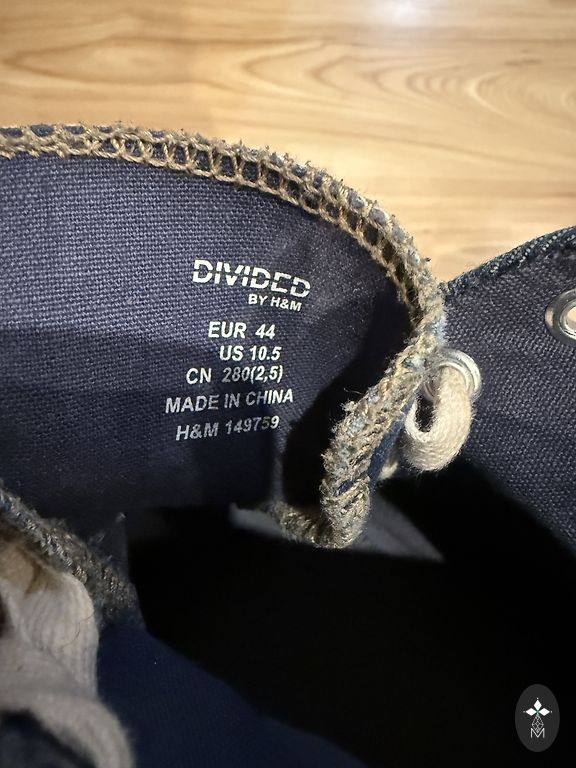 DIVIDED
BY H&M
EUR 44
US 10.5
CN 280(2,5)
MADE IN CHINA
H&M 149759
M